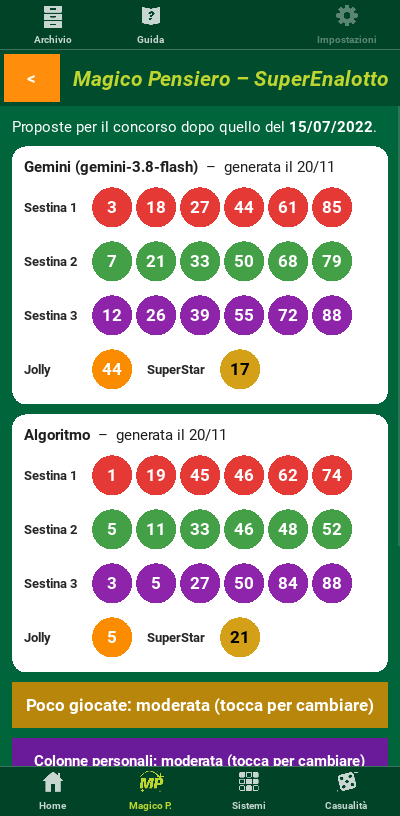 Archivio Guida Impostazioni
< Magico Pensiero – SuperEnalotto
Proposte per il concorso dopo quello del 15/07/2022.
Gemini (gemini-3.8-flash) – generata il 20/11
Sestina 1 3 18 27 44 61 85
Sestina 2 7 21 33 50 68 79
Sestina 3 12 26 39 55 72 88
Jolly 44 SuperStar 17
Algoritmo – generata il 20/11
Sestina 1 1 19 45 46 62 74
Sestina 2 5 11 33 46 48 52
Sestina 3 3 5 27 50 84 88
Jolly 5 SuperStar 21
Poco giocate: moderata (tocca per cambiare)
Colonne personali: moderata (tocca per cambiare)
MP
Home Magico P. Sistemi Casualità